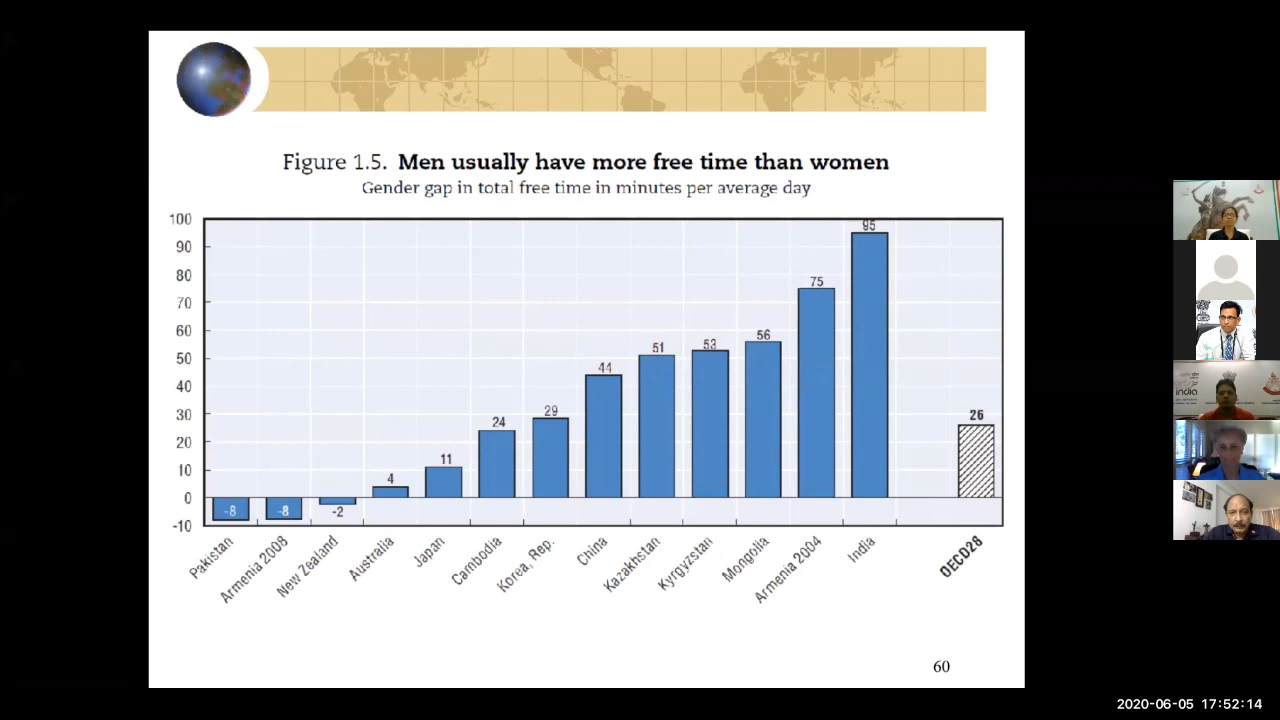 Figure 1.5. Men usually have more free time than women
Gender gap in total free time in minutes per average day
100
90
80
70
60
50
40
30
20
10
0
-10
-8
-8
-2
4
11
24
29
44
51
53
56
75
95
26
Pakistan
Armenia 2008
New Zealand
Australia
Japan
Cambodia
Korea, Rep.
China
Kazakhstan
Kyrgyzstan
Mongolia
Armenia 2004
India
OECD28
60
india
2020-06-05 17:52:14